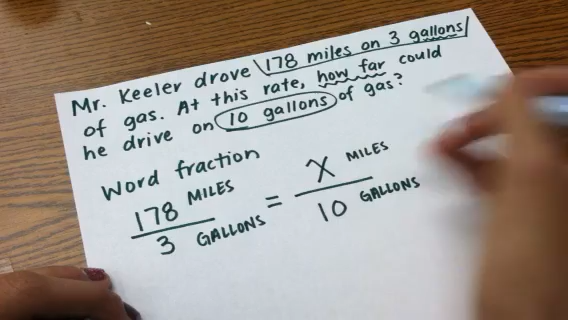 Mr. Keeler drove 178 miles on 3 gallons
of gas. At this rate, how far could
he drive on 10 gallons of gas?
Word fraction
178 MILES = X MILES
3 GALLONS 10 GALLONS